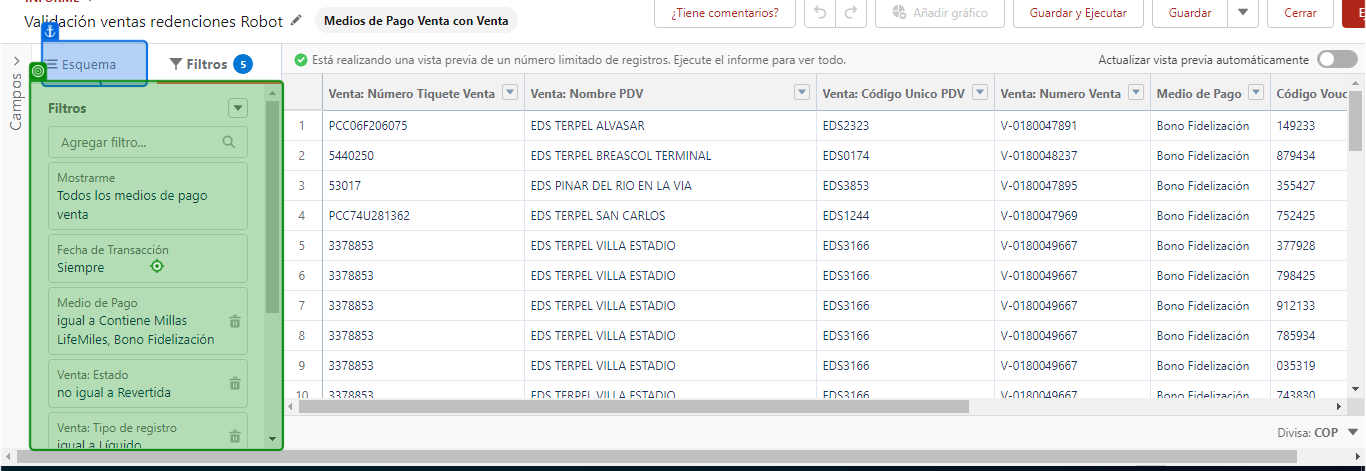 INFORME
Validación ventas redenciones Robot
Medios de Pago Venta con Venta
¿Tiene comentarios?
Añadir gráfico
Guardar y Ejecutar
Guardar
Cerrar
Campos
Esquema
Filtros 5
Está realizando una vista previa de un número limitado de registros. Ejecute el informe para ver todo.
Actualizar vista previa automáticamente
Filtros
Agregar filtro...
Mostrarme
Todos los medios de pago
venta
Fecha de Transacción
Siempre
Medio de Pago
igual a Contiene Millas
LifeMiles, Bono Fidelización
Venta: Estado
no igual a Revertida
Venta: Tipo de registro
igual a Líquido
Venta: Número Tiquete Venta Venta: Nombre PDV Venta: Código Unico PDV Venta: Numero Venta Medio de Pago Código Vouc
1 PCC06F206075 EDS TERPEL ALVASAR EDS2323 V-0180047891 Bono Fidelización 149233
2 5440250 EDS TERPEL BREASCOL TERMINAL EDS0174 V-0180048237 Bono Fidelización 879434
3 53017 EDS PINAR DEL RIO EN LA VIA EDS3853 V-0180047895 Bono Fidelización 355427
4 PCC74U281362 EDS TERPEL SAN CARLOS EDS1244 V-0180047969 Bono Fidelización 752425
5 3378853 EDS TERPEL VILLA ESTADIO EDS3166 V-0180049667 Bono Fidelización 377928
6 3378853 EDS TERPEL VILLA ESTADIO EDS3166 V-0180049667 Bono Fidelización 798425
7 3378853 EDS TERPEL VILLA ESTADIO EDS3166 V-0180049667 Bono Fidelización 912133
8 3378853 EDS TERPEL VILLA ESTADIO EDS3166 V-0180049667 Bono Fidelización 785934
9 3378853 EDS TERPEL VILLA ESTADIO EDS3166 V-0180049667 Bono Fidelización 035319
10 3378853 EDS TERPEL VILLA ESTADIO EDS3166 V-0180049667 Bono Fidelización 743830
Divisa: COP